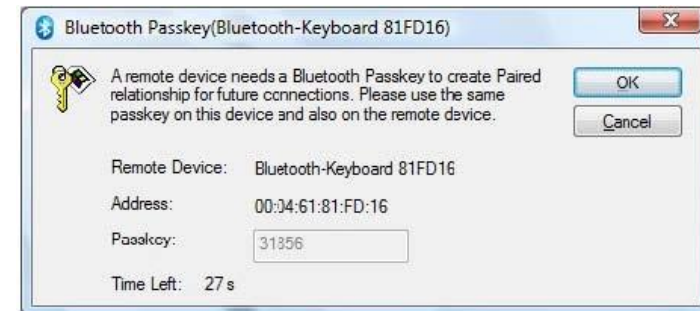 Bluetooth Passkey(Bluetooth-Keyboard 81FD16)
A remote device needs a Bluetooth Passkey to create Paired
relationship for future connections. Please use the same
passkey on this device and also on the remote device.
OK
Cancel
Remote Device: Bluetooth-Keyboard 81FD16
Address: 00:04:61:81:FD:16
Passkey: 31856
Time Left: 27 s